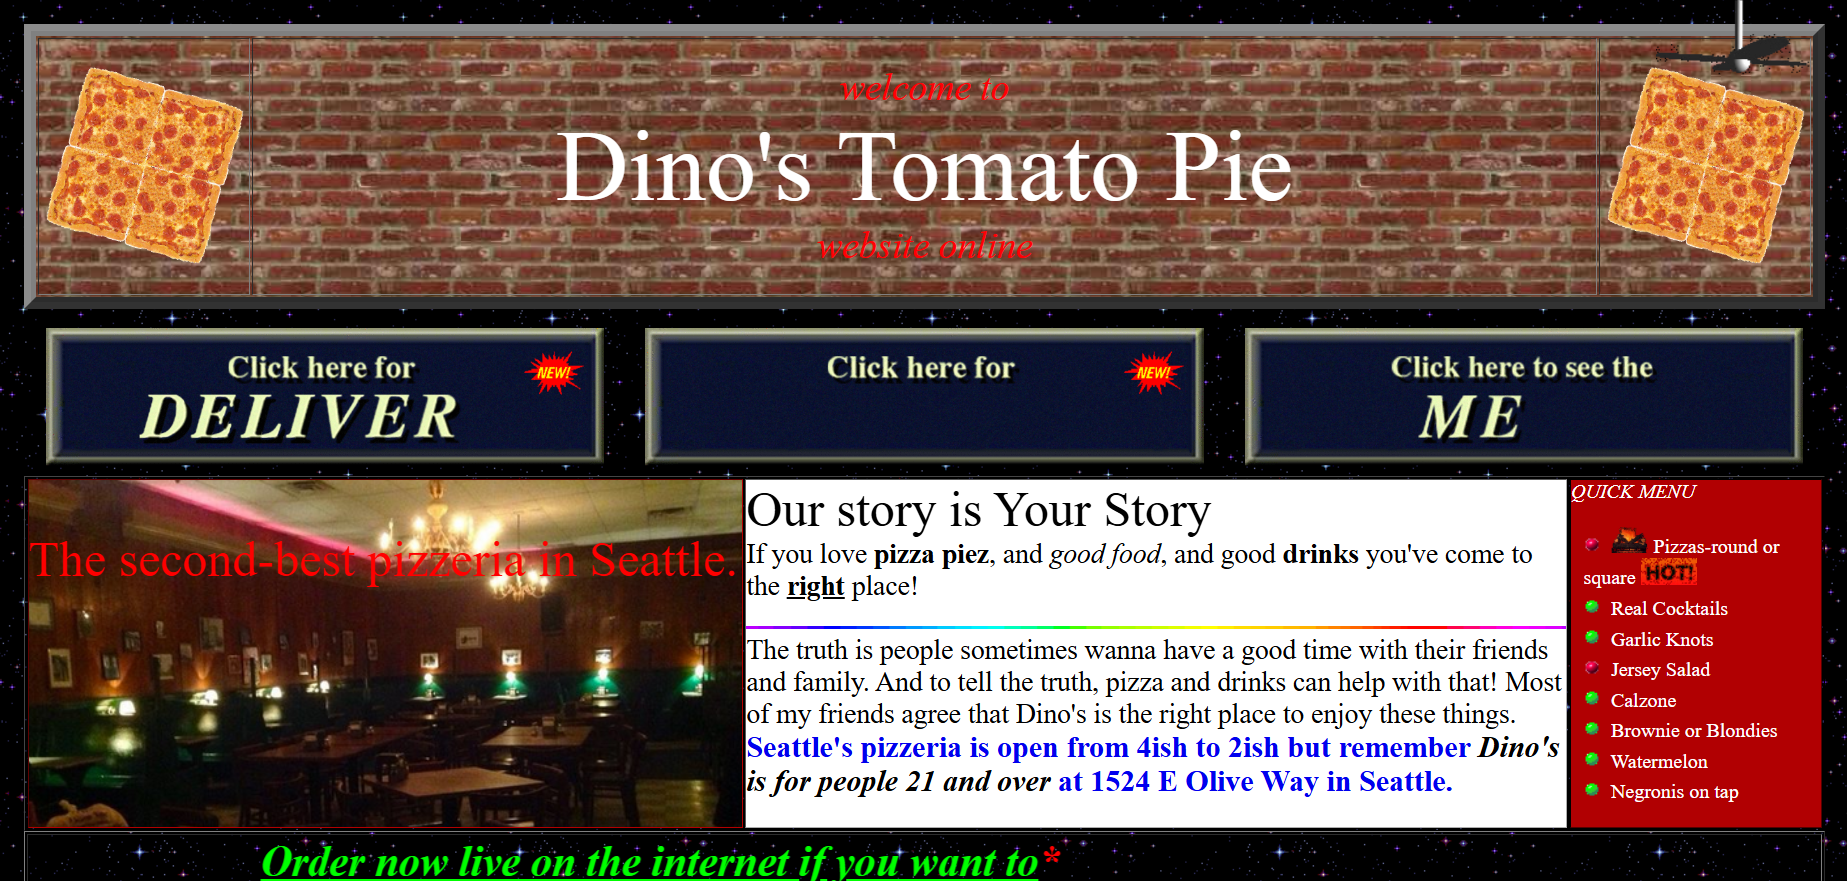 welcome to
Dino's Tomato Pie
website online
Click here for
DELIVER
NEW!
Click here for
NEW!
Click here to see the
ME
The second-best pizzeria in Seattle.
Our story is Your Story
If you love pizza piez, and good food, and good drinks you've come to
the right place!
The truth is people sometimes wanna have a good time with their friends
and family. And to tell the truth, pizza and drinks can help with that! Most
of my friends agree that Dino's is the right place to enjoy these things.
Seattle's pizzeria is open from 4ish to 2ish but remember Dino's
is for people 21 and over at 1524 E Olive Way in Seattle.
QUICK MENU
Pizzas-round or
square HOT!
Real Cocktails
Garlic Knots
Jersey Salad
Calzone
Brownie or Blondies
Watermelon
Negronis on tap
Order now live on the internet if you want to*